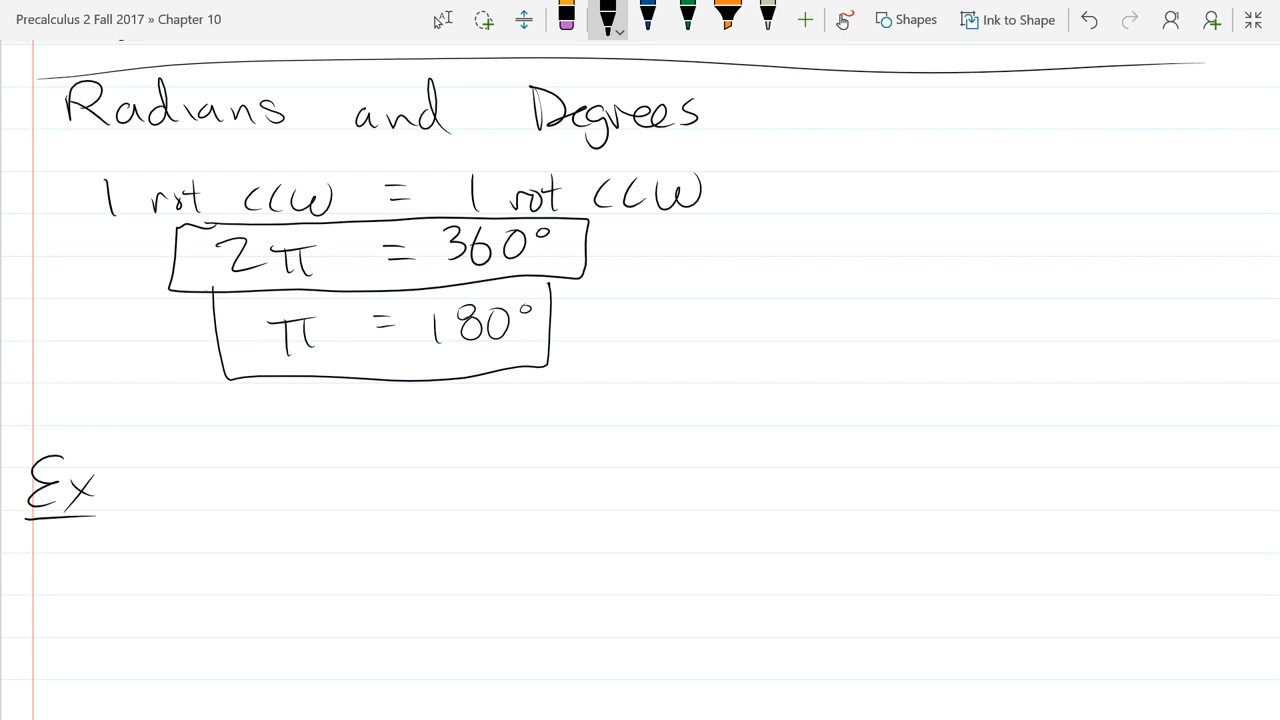 Precalculus 2 Fall 2017 » Chapter 10
Shapes
Ink to Shape
Radians and Degrees
1 rot CCW = 1 rot CCW
2π = 360°
π = 180°
Ex